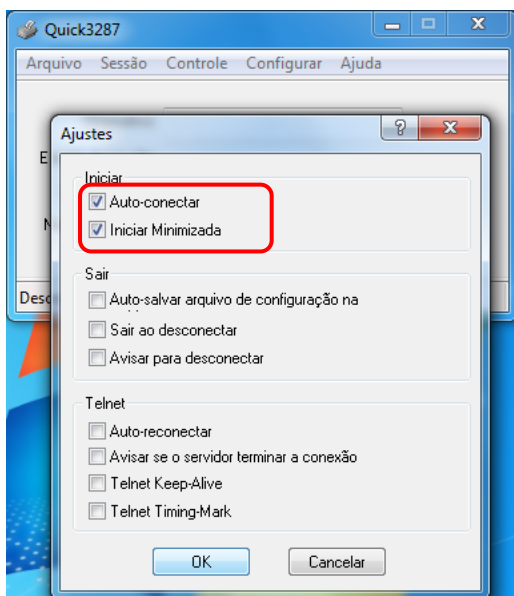 Quick3287
Arquivo Sessão Controle Configurar Ajuda
Ajustes
Iniciar
Auto-conectar
Iniciar Minimizada
Sair
Auto-salvar arquivo de configuração na
Sair ao desconectar
Avisar para desconectar
Telnet
Auto-reconectar
Avisar se o servidor terminar a conexão
Telnet Keep-Alive
Telnet Timing-Mark
OK Cancelar